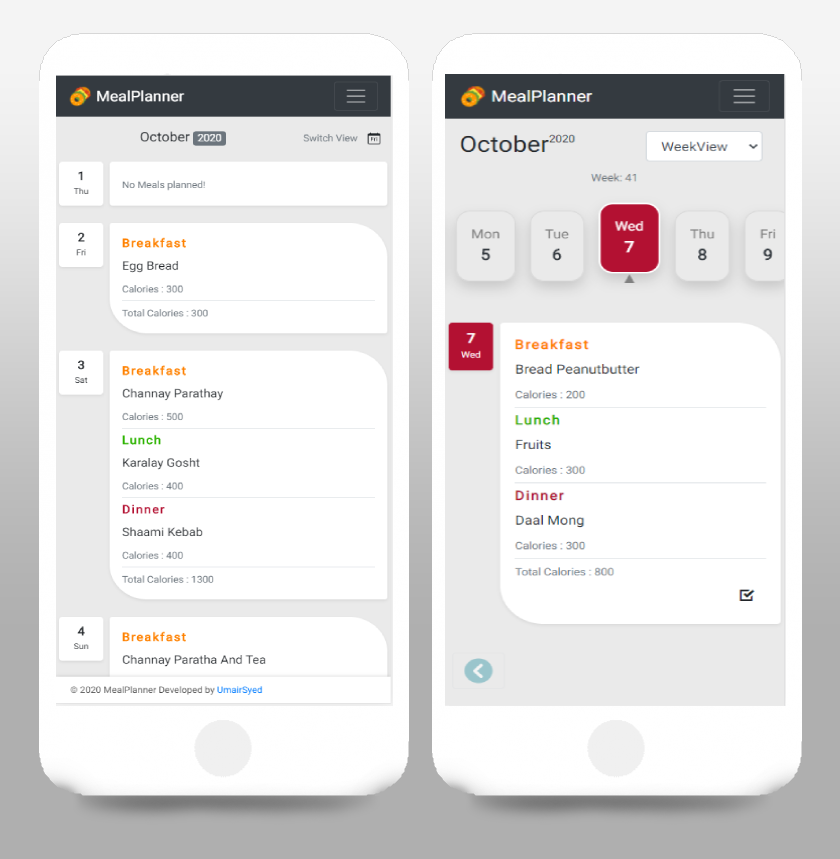 MealPlanner
October 2020
Switch View
1
Thu
No Meals planned!
2
Fri
Breakfast
Egg Bread
Calories : 300
Total Calories : 300
3
Sat
Breakfast
Channay Parathay
Calories : 500
Lunch
Karalay Gosht
Calories : 400
Dinner
Shaami Kebab
Calories : 400
Total Calories : 1300
4
Sun
Breakfast
Channay Paratha And Tea
© 2020 MealPlanner Developed by UmairSyed
MealPlanner
October2020
WeekView
Week: 41
Mon
5
Tue
6
Wed
7
Thu
8
Fri
9
7
Wed
Breakfast
Bread Peanutbutter
Calories : 200
Lunch
Fruits
Calories : 300
Dinner
Daal Mong
Calories : 300
Total Calories : 800